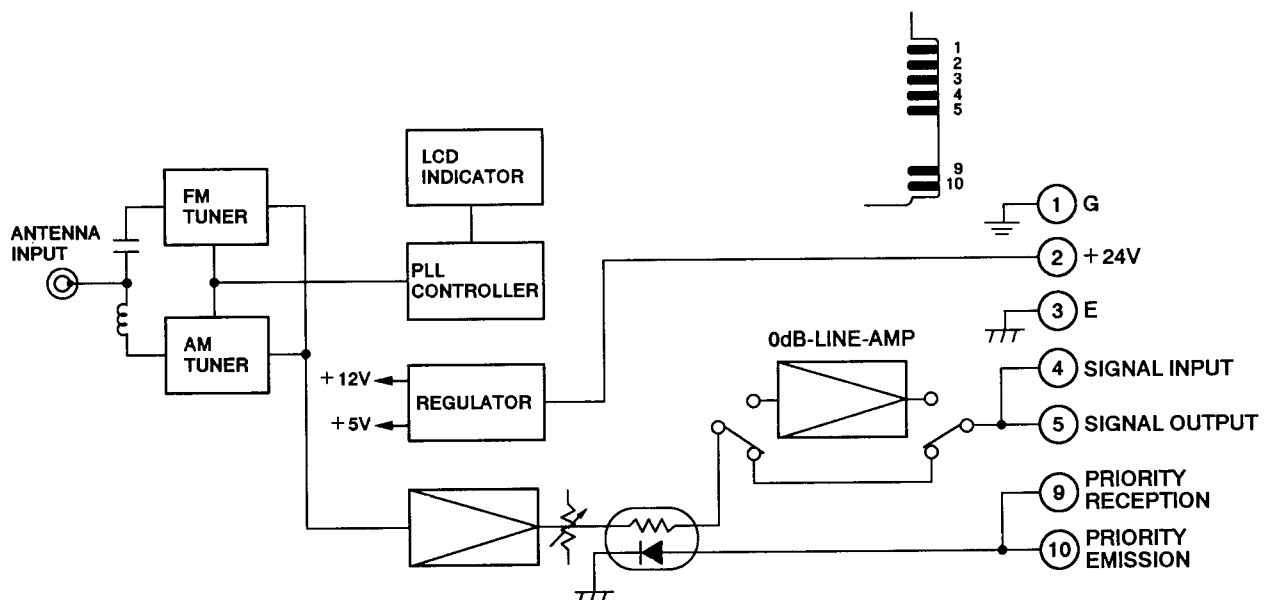 1
2
3
4
5
9
10
LCD
INDICATOR
FM
TUNER
ANTENNA
INPUT
PLL
CONTROLLER
AM
TUNER
+12V
+5V
REGULATOR
0dB-LINE-AMP
1 G
2 +24V
3 E
4 SIGNAL INPUT
5 SIGNAL OUTPUT
9 PRIORITY
RECEPTION
10 PRIORITY
EMISSION